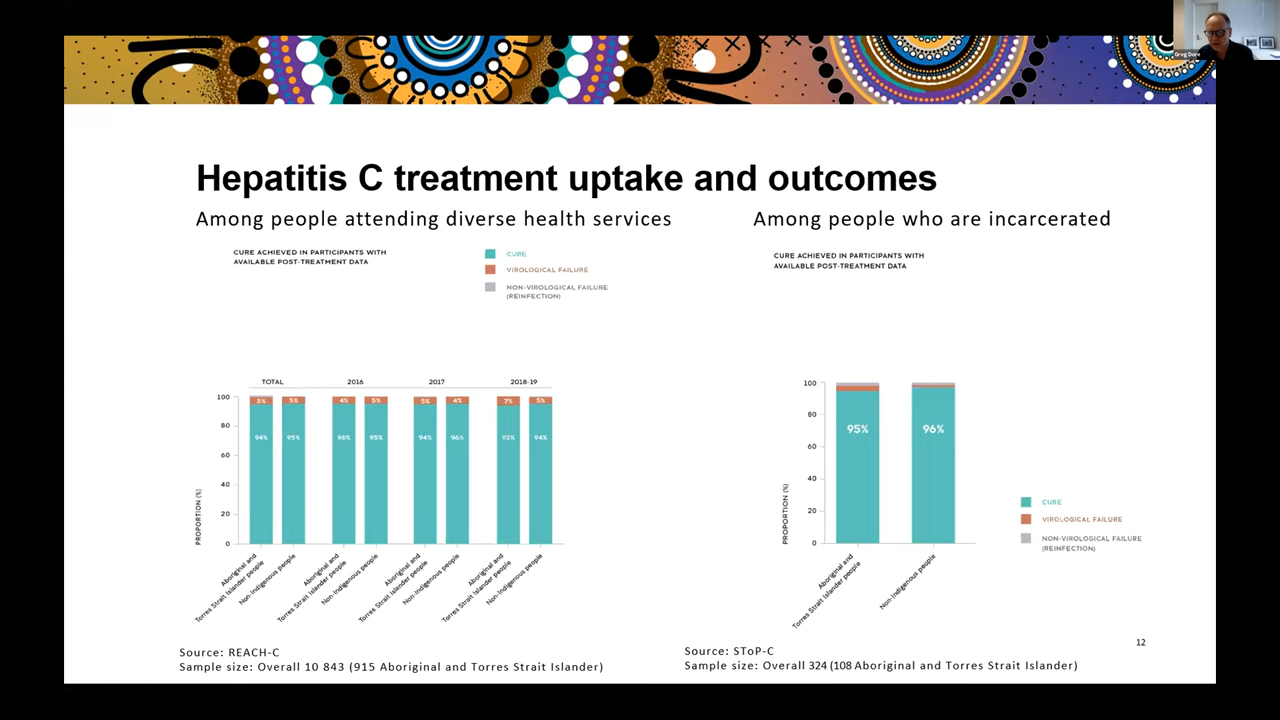 Greg Dore
Hepatitis C treatment uptake and outcomes
Among people attending diverse health services
CURE ACHIEVED IN PARTICIPANTS WITH
AVAILABLE POST-TREATMENT DATA
CURE
VIROLOGICAL FAILURE
NON-VIROLOGICAL FAILURE
(REINFECTION)
TOTAL
2016
2017
2018-19
100
80
60
40
20
0
PROPORTION (%)
5%
5%
4%
5%
5%
4%
7%
5%
94%
95%
96%
95%
94%
96%
93%
94%
Aboriginal and
Torres Strait Islander people
Non-Indigenous people
Aboriginal and
Torres Strait Islander people
Non-Indigenous people
Aboriginal and
Torres Strait Islander people
Non-Indigenous people
Aboriginal and
Torres Strait Islander people
Non-Indigenous people
Source: REACH-C
Sample size: Overall 10 843 (915 Aboriginal and Torres Strait Islander)
Among people who are incarcerated
CURE ACHIEVED IN PARTICIPANTS WITH
AVAILABLE POST-TREATMENT DATA
100
80
60
40
20
0
PROPORTION (%)
95%
96%
Aboriginal and
Torres Strait Islander people
Non-Indigenous people
CURE
VIROLOGICAL FAILURE
NON-VIROLOGICAL FAILURE
(REINFECTION)
Source: SToP-C
Sample size: Overall 324 (108 Aboriginal and Torres Strait Islander)
12